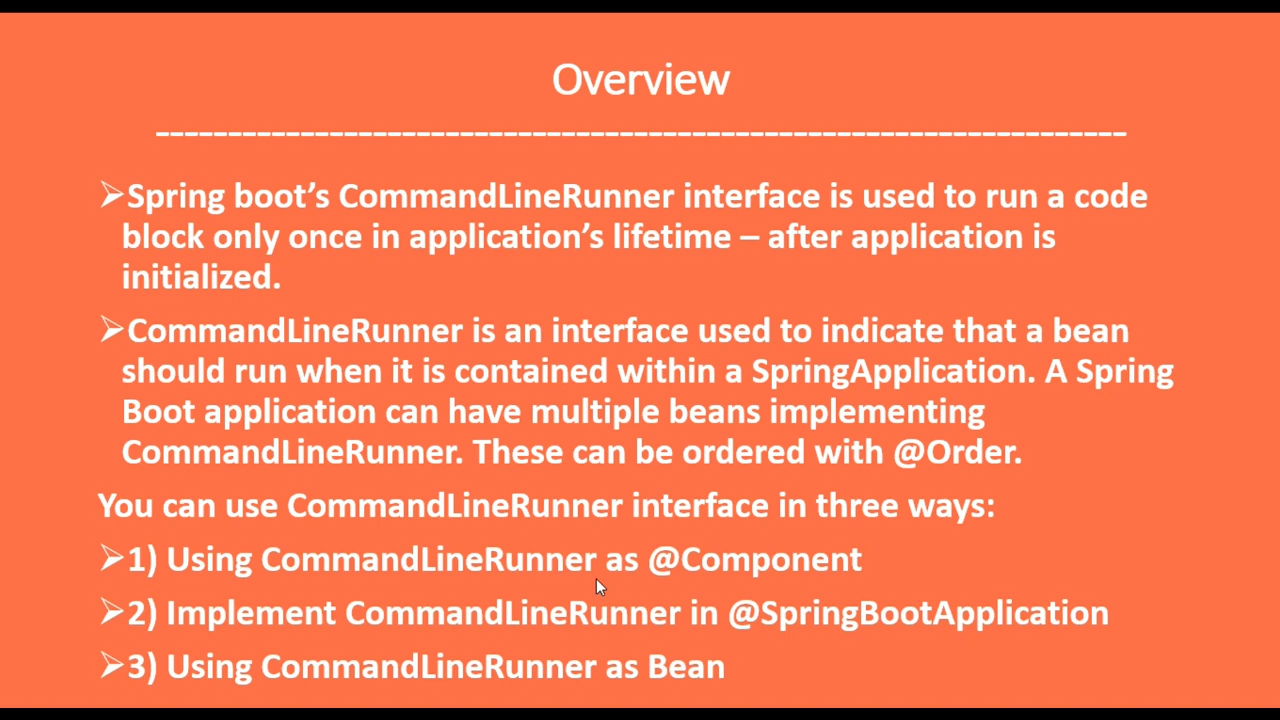 Overview
------------------------------------------------------------------
➢Spring boot’s CommandLineRunner interface is used to run a code
block only once in application’s lifetime – after application is
initialized.
➢CommandLineRunner is an interface used to indicate that a bean
should run when it is contained within a SpringApplication. A Spring
Boot application can have multiple beans implementing
CommandLineRunner. These can be ordered with @Order.
You can use CommandLineRunner interface in three ways:
➢1) Using CommandLineRunner as @Component
➢2) Implement CommandLineRunner in @SpringBootApplication
➢3) Using CommandLineRunner as Bean